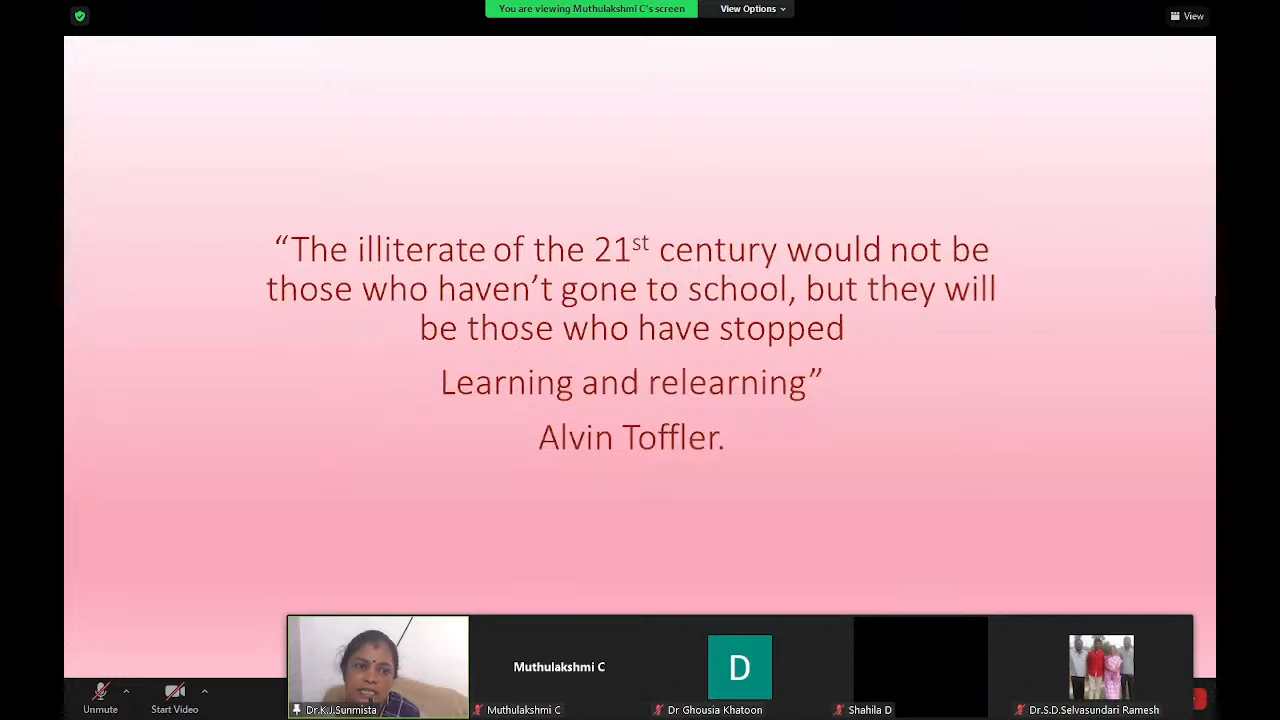 You are viewing Muthulakshmi C's screen
View Options
View
“The illiterate of the 21st century would not be
those who haven’t gone to school, but they will
be those who have stopped
Learning and relearning”
Alvin Toffler.
Muthulakshmi C
D
Unmute
Start Video
Dr.K.J.Sunmista
Muthulakshmi C
Dr Ghousia Khatoon
Shahila D
Dr.S.D.Selvasundari Ramesh